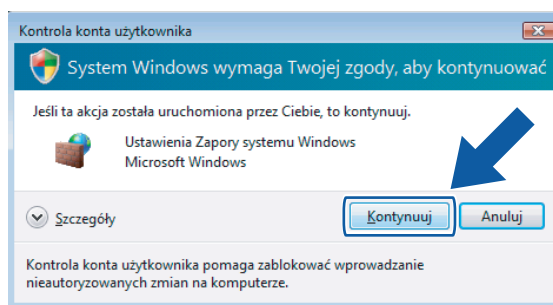 Kontrola konta użytkownika
System Windows wymaga Twojej zgody, aby kontynuować
Jeśli ta akcja została uruchomiona przez Ciebie, to kontynuuj.
Ustawienia Zapory systemu Windows
Microsoft Windows
Szczegóły
Kontynuuj
Anuluj
Kontrola konta użytkownika pomaga zablokować wprowadzanie
nieautoryzowanych zmian na komputerze.